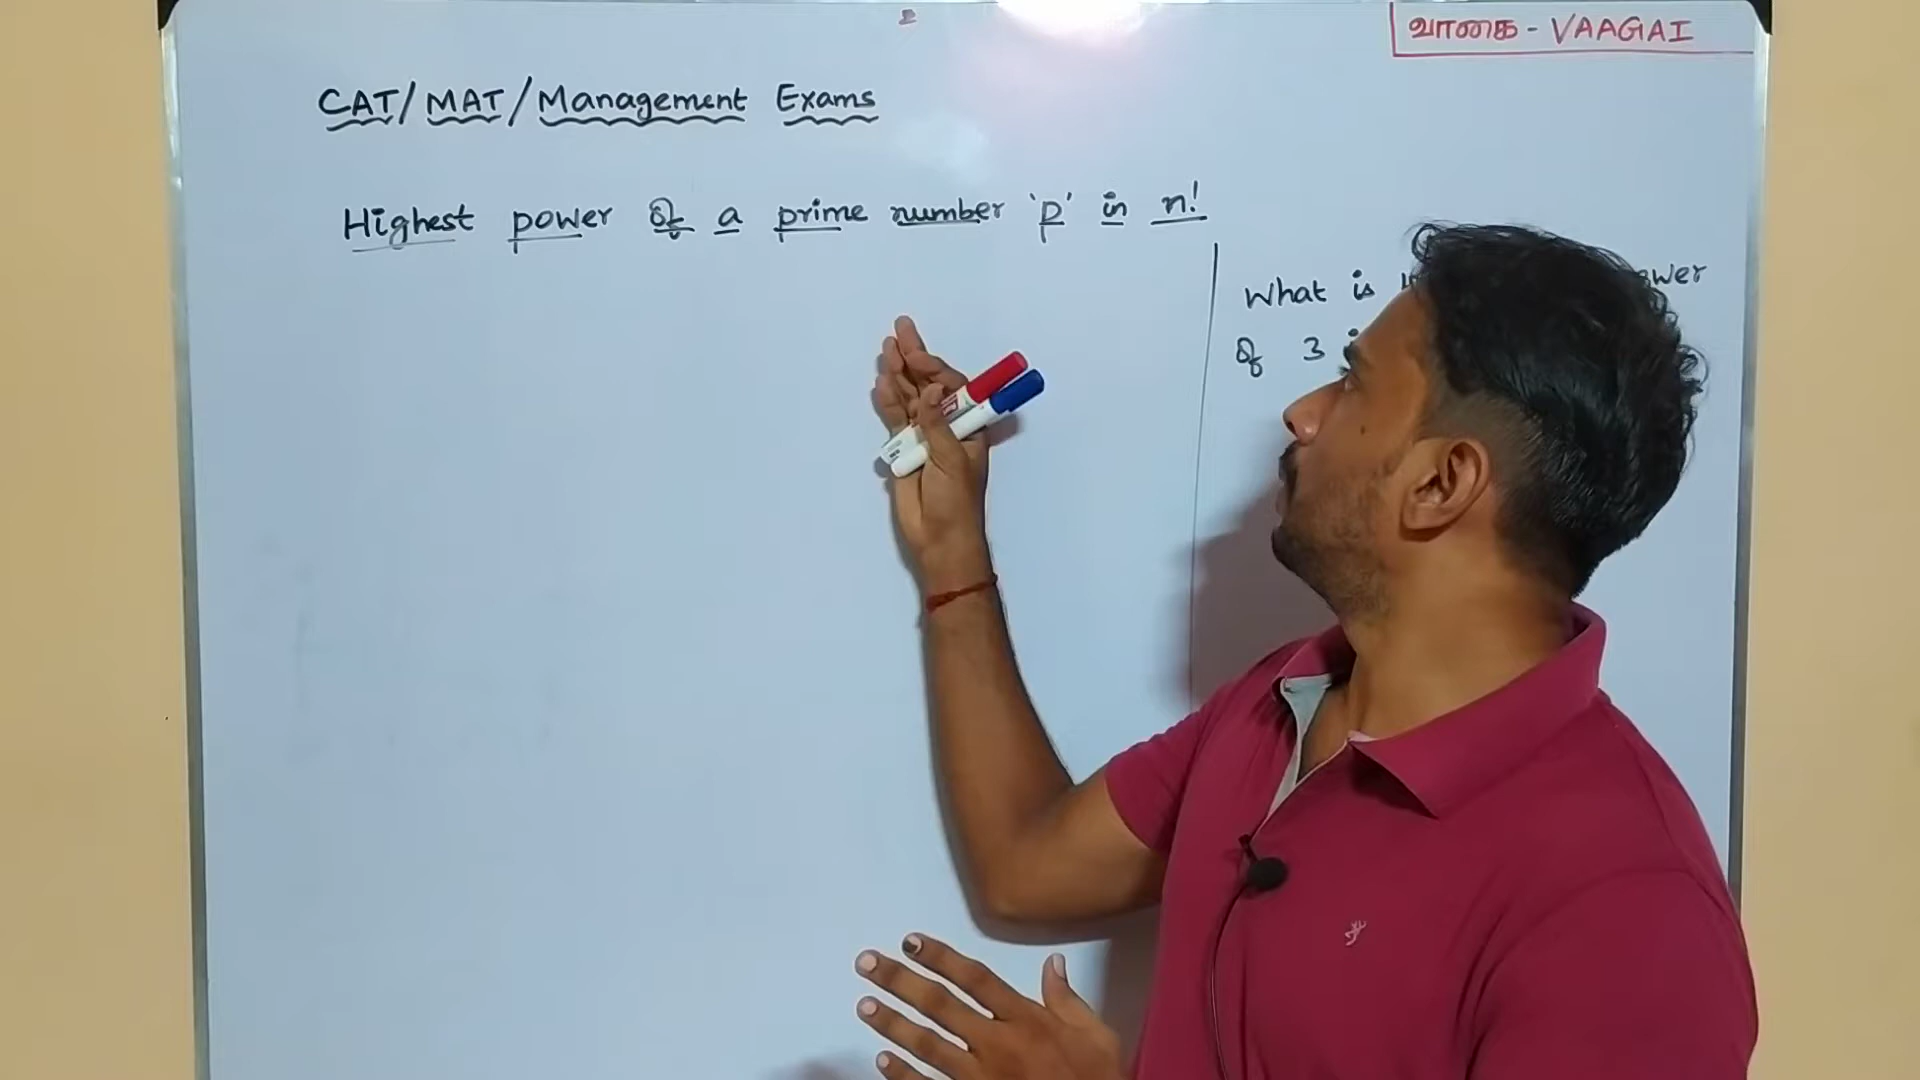 வாகை - VAAGAI
CAT/MAT/Management Exams
Highest power of a prime number 'p' in n!
What is
of 3